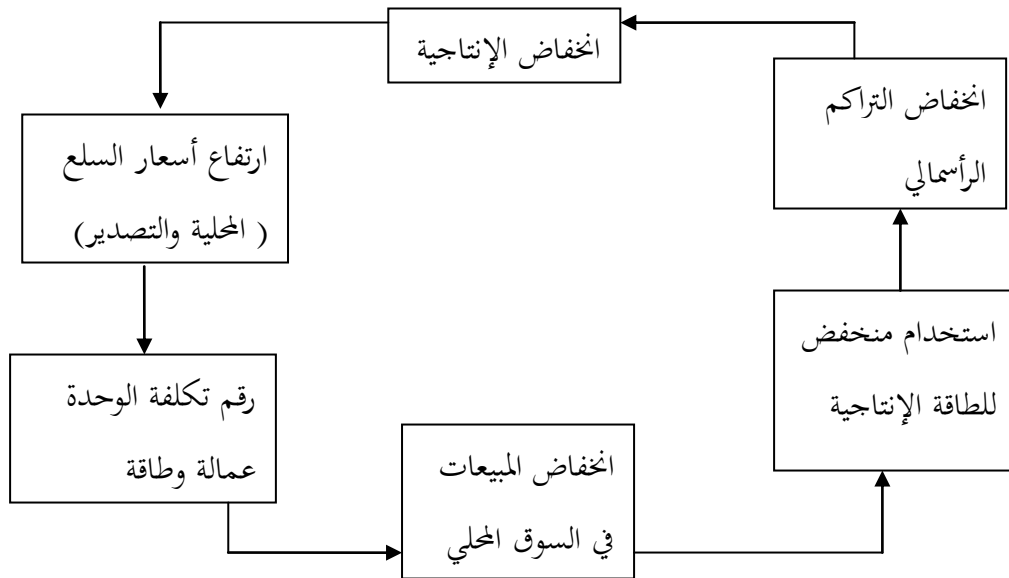 انخفاض الإنتاجية
انخفاض التراكم
الرأسمالي
ارتفاع أسعار السلع
( المحلية والتصدير)
استخدام منخفض
للطاقة الإنتاجية
رقم تكلفة الوحدة
عمالة وطاقة
انخفاض المبيعات
في السوق المحلي